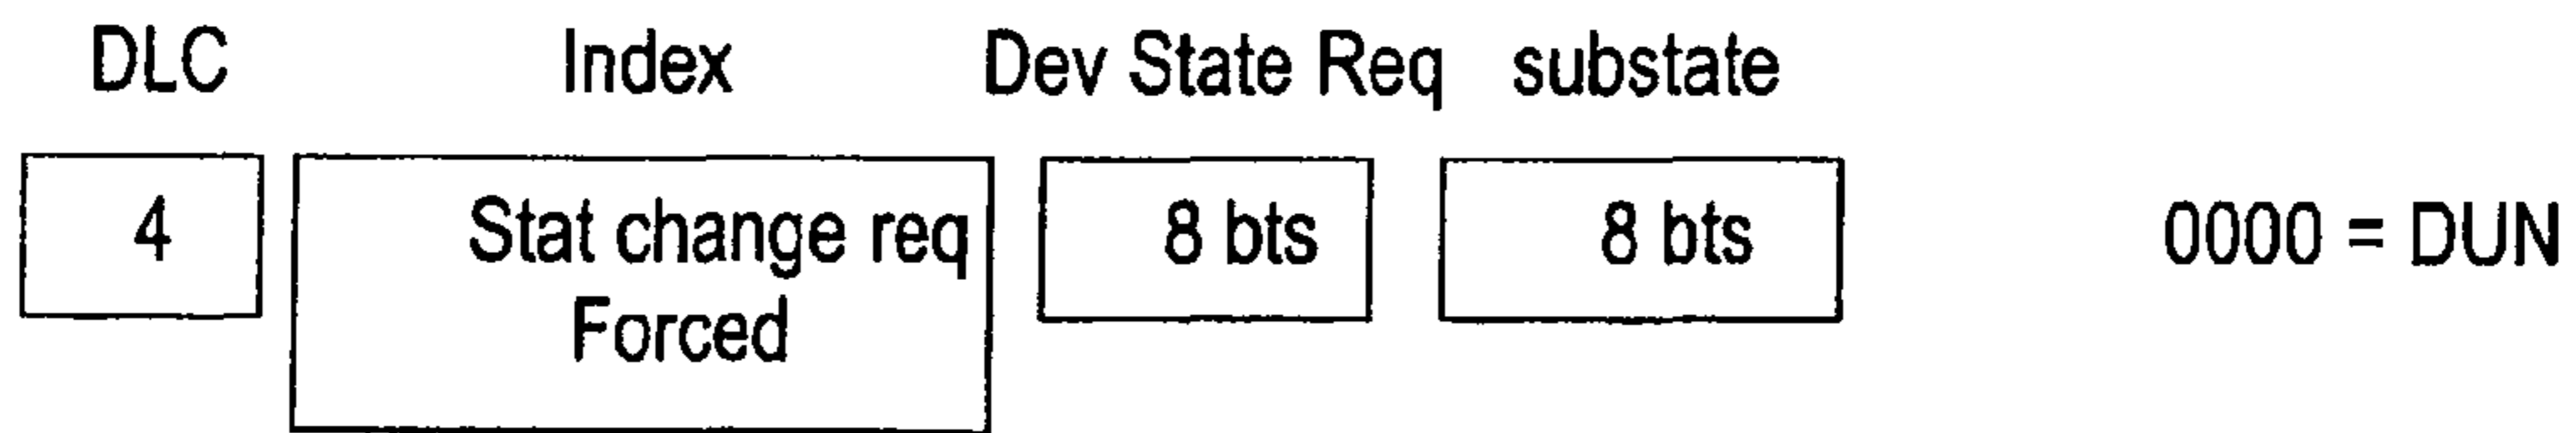 DLC Index Dev State Req substate
4 Stat change req 8 bts 8 bts 0000 = DUN
Forced